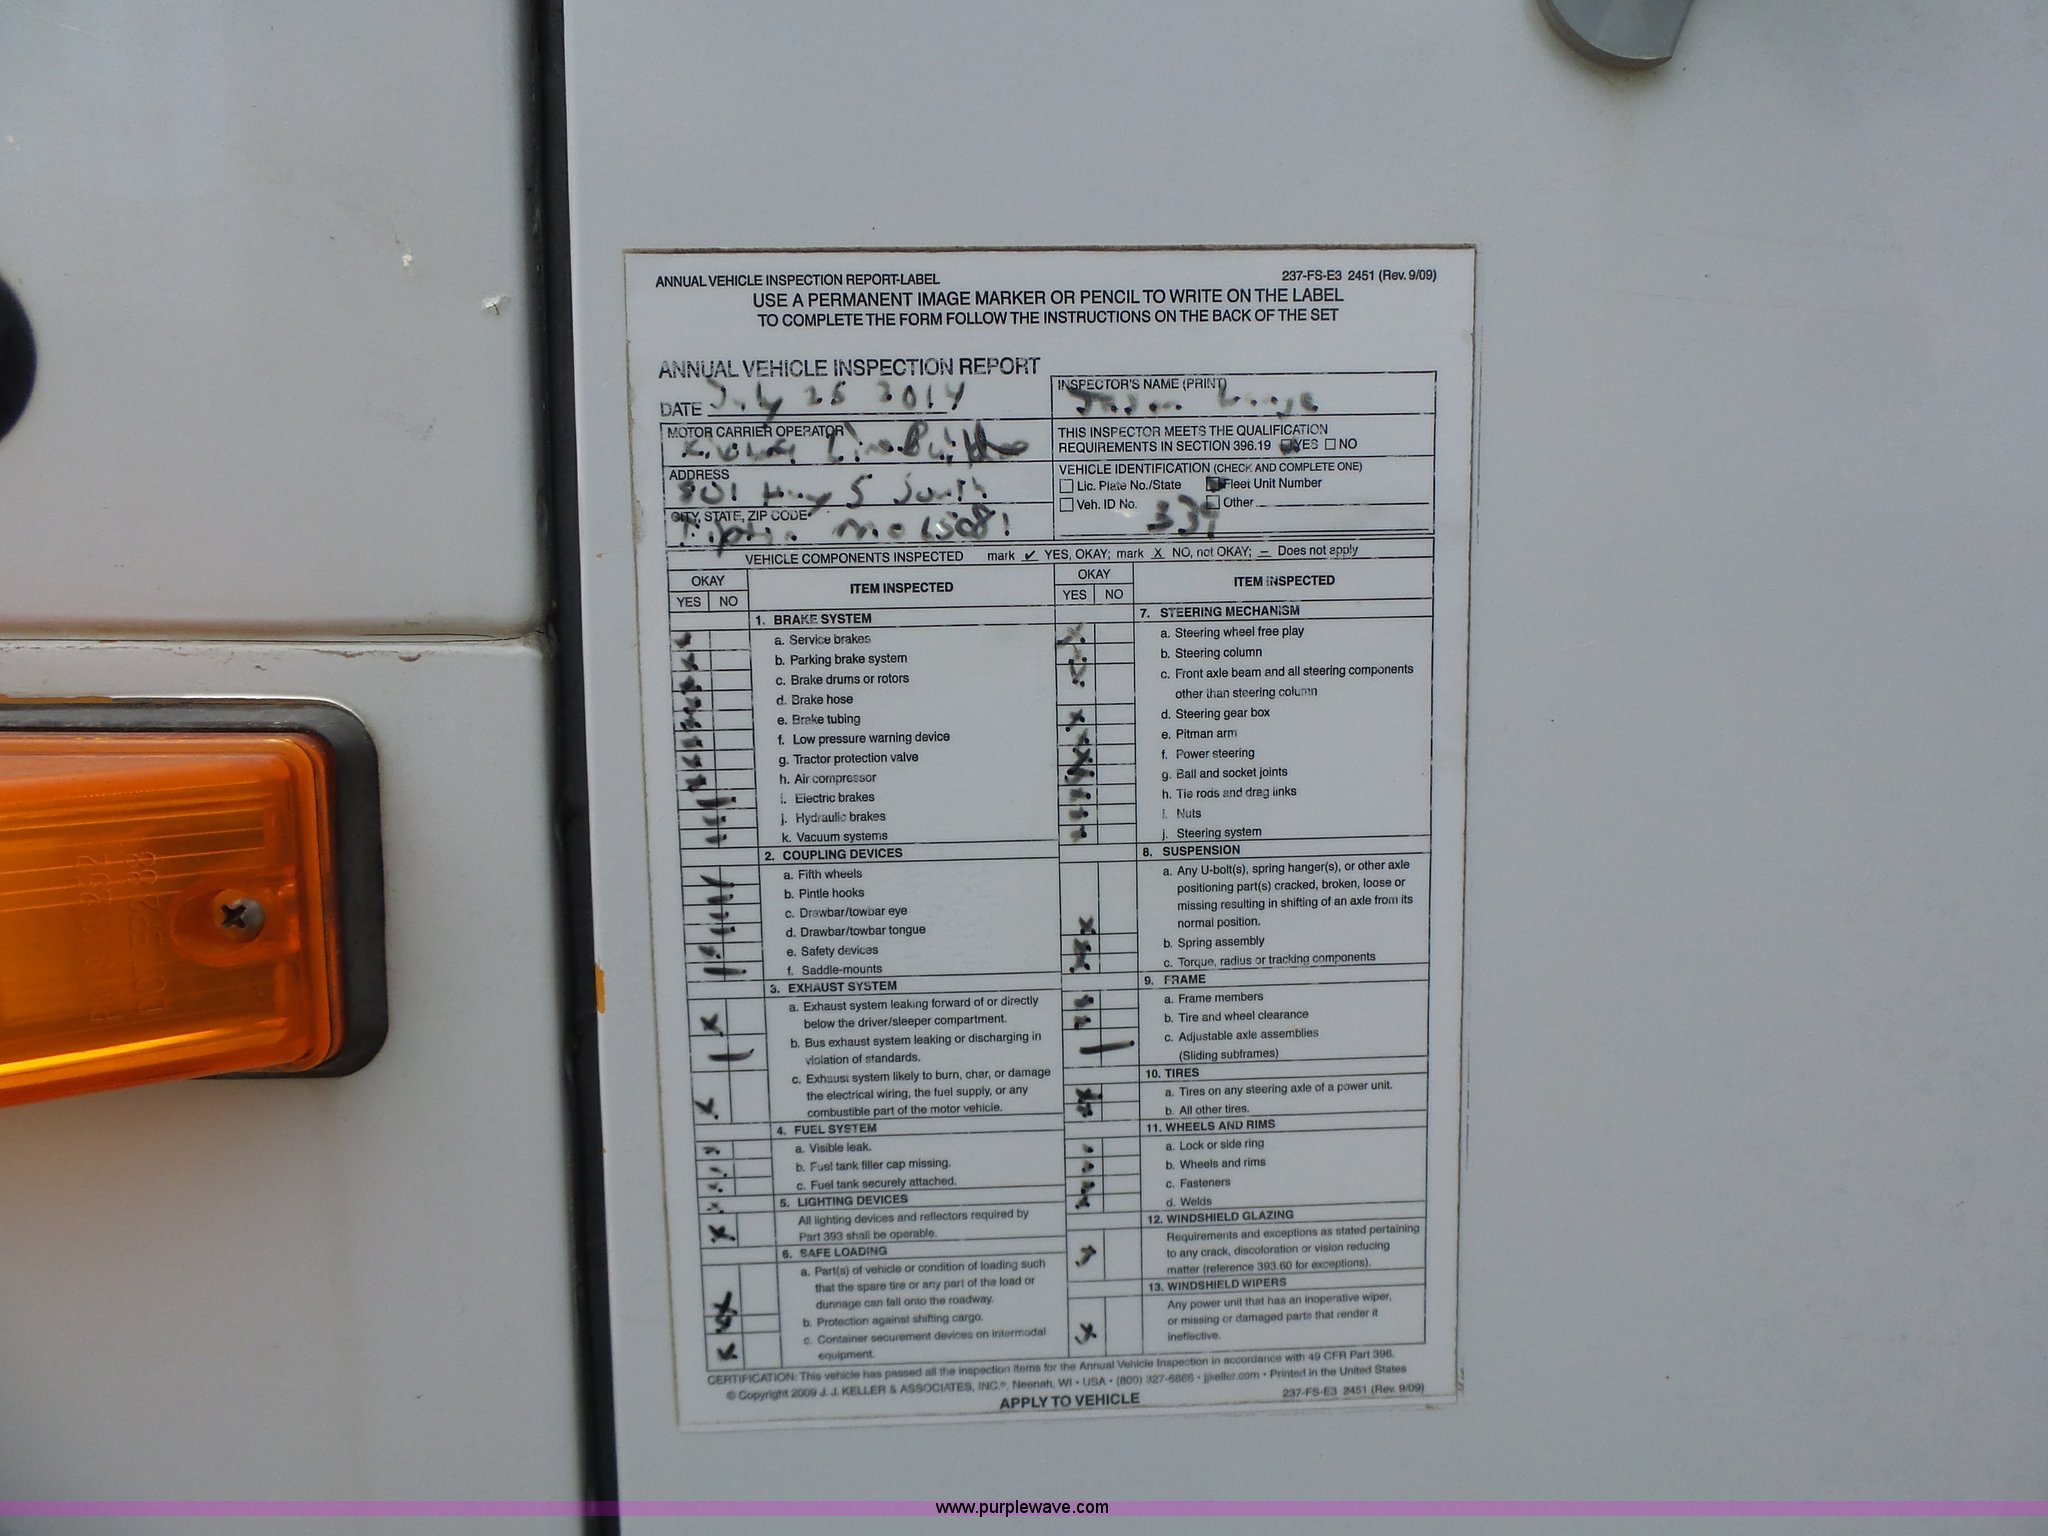 ANNUAL VEHICLE INSPECTION REPORT-LABEL
237-FS-E3 2451 (Rev. 9/09)
USE A PERMANENT IMAGE MARKER OR PENCIL TO WRITE ON THE LABEL
TO COMPLETE THE FORM FOLLOW THE INSTRUCTIONS ON THE BACK OF THE SET
ANNUAL VEHICLE INSPECTION REPORT
DATE July 25 2014
MOTOR CARRIER OPERATOR
ADDRESS
801 Hwy 5 South
CITY, STATE, ZIP CODE
Tipton Mo 65081
INSPECTOR'S NAME (PRINT)
Jason
THIS INSPECTOR MEETS THE QUALIFICATION
REQUIREMENTS IN SECTION 396.19 YES NO
VEHICLE IDENTIFICATION (CHECK AND COMPLETE ONE)
Lic. Plate No./State Fleet Unit Number
Veh. ID No. Other
339
VEHICLE COMPONENTS INSPECTED mark ✔ YES, OKAY; mark X NO, not OKAY; – Does not apply
OKAY
YES NO
ITEM INSPECTED
1. BRAKE SYSTEM
a. Service brakes
b. Parking brake system
c. Brake drums or rotors
d. Brake hose
e. Brake tubing
f. Low pressure warning device
g. Tractor protection valve
h. Air compressor
i. Electric brakes
j. Hydraulic brakes
k. Vacuum systems
2. COUPLING DEVICES
a. Fifth wheels
b. Pintle hooks
c. Drawbar/towbar eye
d. Drawbar/towbar tongue
e. Safety devices
f. Saddle-mounts
3. EXHAUST SYSTEM
a. Exhaust system leaking forward of or directly
below the driver/sleeper compartment.
b. Bus exhaust system leaking or discharging in
violation of standards.
c. Exhaust system likely to burn, char, or damage
the electrical wiring, the fuel supply, or any
combustible part of the motor vehicle.
4. FUEL SYSTEM
a. Visible leak.
b. Fuel tank filler cap missing.
c. Fuel tank securely attached.
5. LIGHTING DEVICES
All lighting devices and reflectors required by
Part 393 shall be operable.
6. SAFE LOADING
a. Part(s) of vehicle or condition of loading such
that the spare tire or any part of the load or
dunnage can fall onto the roadway.
b. Protection against shifting cargo.
c. Container securement devices on intermodal
equipment.
OKAY
YES NO
ITEM INSPECTED
7. STEERING MECHANISM
a. Steering wheel free play
b. Steering column
c. Front axle beam and all steering components
other than steering column
d. Steering gear box
e. Pitman arm
f. Power steering
g. Ball and socket joints
h. Tie rods and drag links
i. Nuts
j. Steering system
8. SUSPENSION
a. Any U-bolt(s), spring hanger(s), or other axle
positioning part(s) cracked, broken, loose or
missing resulting in shifting of an axle from its
normal position.
b. Spring assembly
c. Torque, radius or tracking components
9. FRAME
a. Frame members
b. Tire and wheel clearance
c. Adjustable axle assemblies
(Sliding subframes)
10. TIRES
a. Tires on any steering axle of a power unit.
b. All other tires.
11. WHEELS AND RIMS
a. Lock or side ring
b. Wheels and rims
c. Fasteners
d. Welds
12. WINDSHIELD GLAZING
Requirements and exceptions as stated pertaining
to any crack, discoloration or vision reducing
matter (reference 393.60 for exceptions).
13. WINDSHIELD WIPERS
Any power unit that has an inoperative wiper,
or missing or damaged parts that render it
ineffective.
CERTIFICATION: This vehicle has passed all the inspection items for the Annual Vehicle Inspection in accordance with 49 CFR Part 396.
© Copyright 2009 J. J. KELLER & ASSOCIATES, INC.®, Neenah, WI • USA • (800) 327-6868 • jjkeller.com • Printed in the United States
APPLY TO VEHICLE
237-FS-E3 2451 (Rev. 9/09)
www.purplewave.com